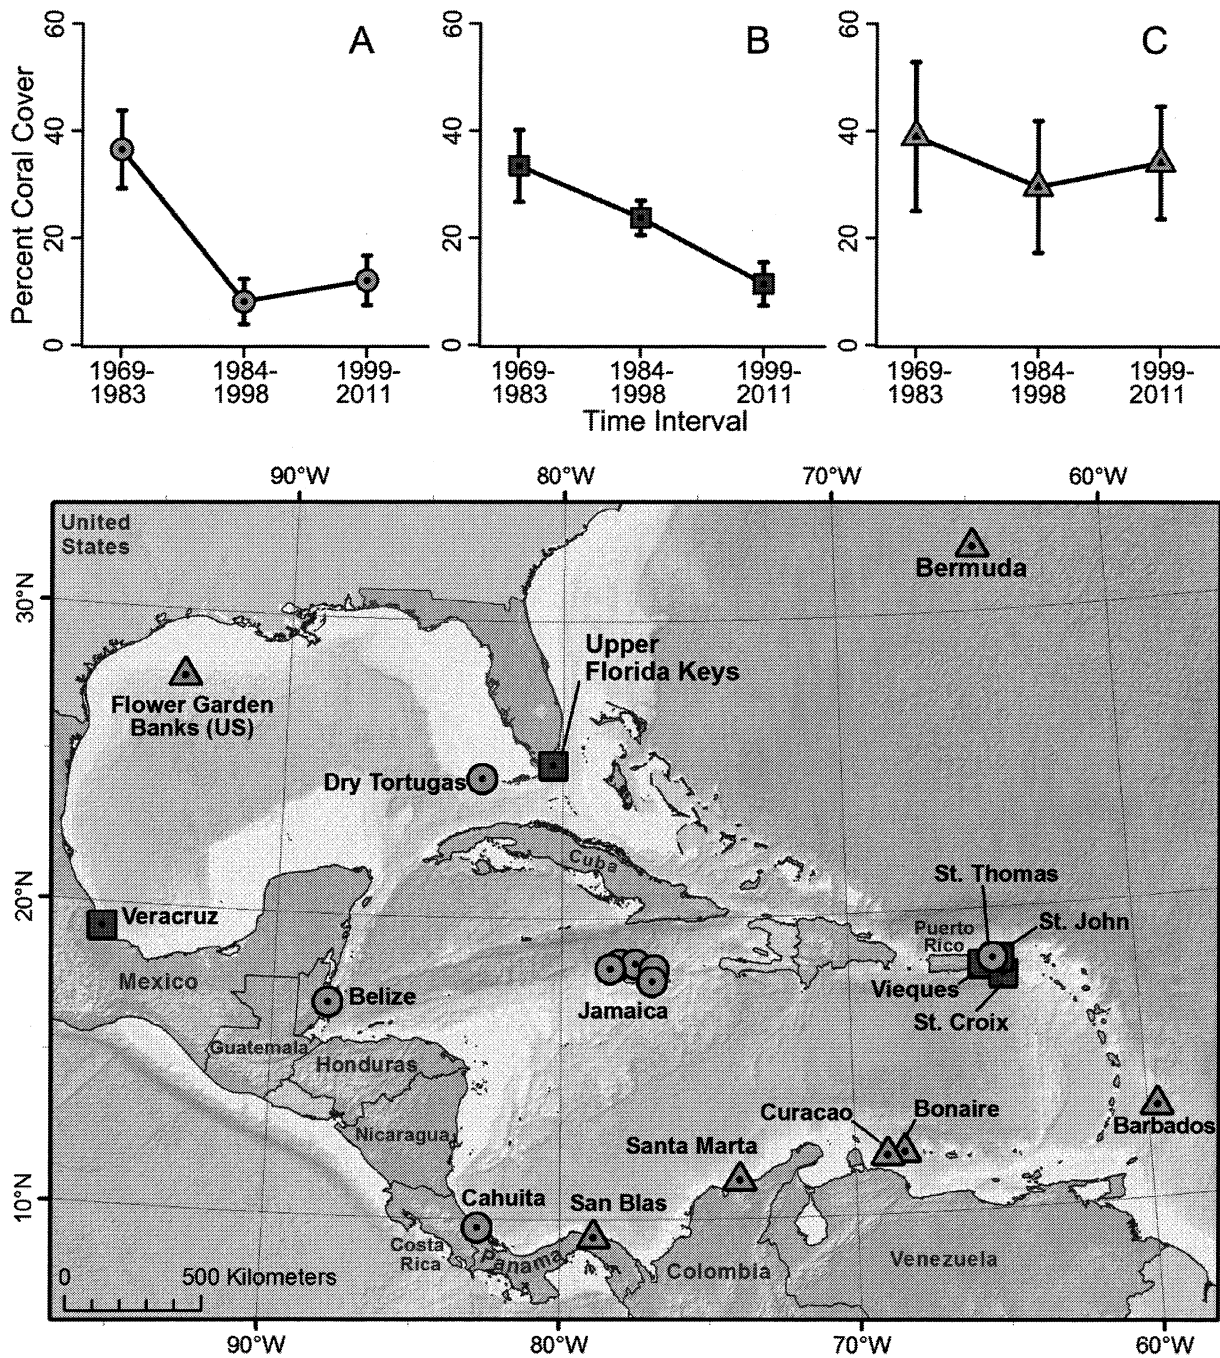 60
40
20
0
Percent Coral Cover
A
1969-
1983
1984-
1998
1999-
2011
60
40
20
0
B
1969-
1983
1984-
1998
1999-
2011
60
40
20
0
C
1969-
1983
1984-
1998
1999-
2011
Time Interval
90°W
80°W
70°W
60°W
30°N
20°N
10°N
United
States
Bermuda
Upper
Florida Keys
Flower Garden
Banks (US)
Dry Tortugas
Cuba
St. Thomas
St. John
Puerto
Rico
Vieques
St. Croix
Veracruz
Mexico
Belize
Jamaica
Guatemala
Honduras
Nicaragua
Curacao
Bonaire
Barbados
Santa Marta
Cahuita
San Blas
Costa
Rica
Panama
Colombia
Venezuela
0
500 Kilometers
90°W
80°W
70°W
60°W